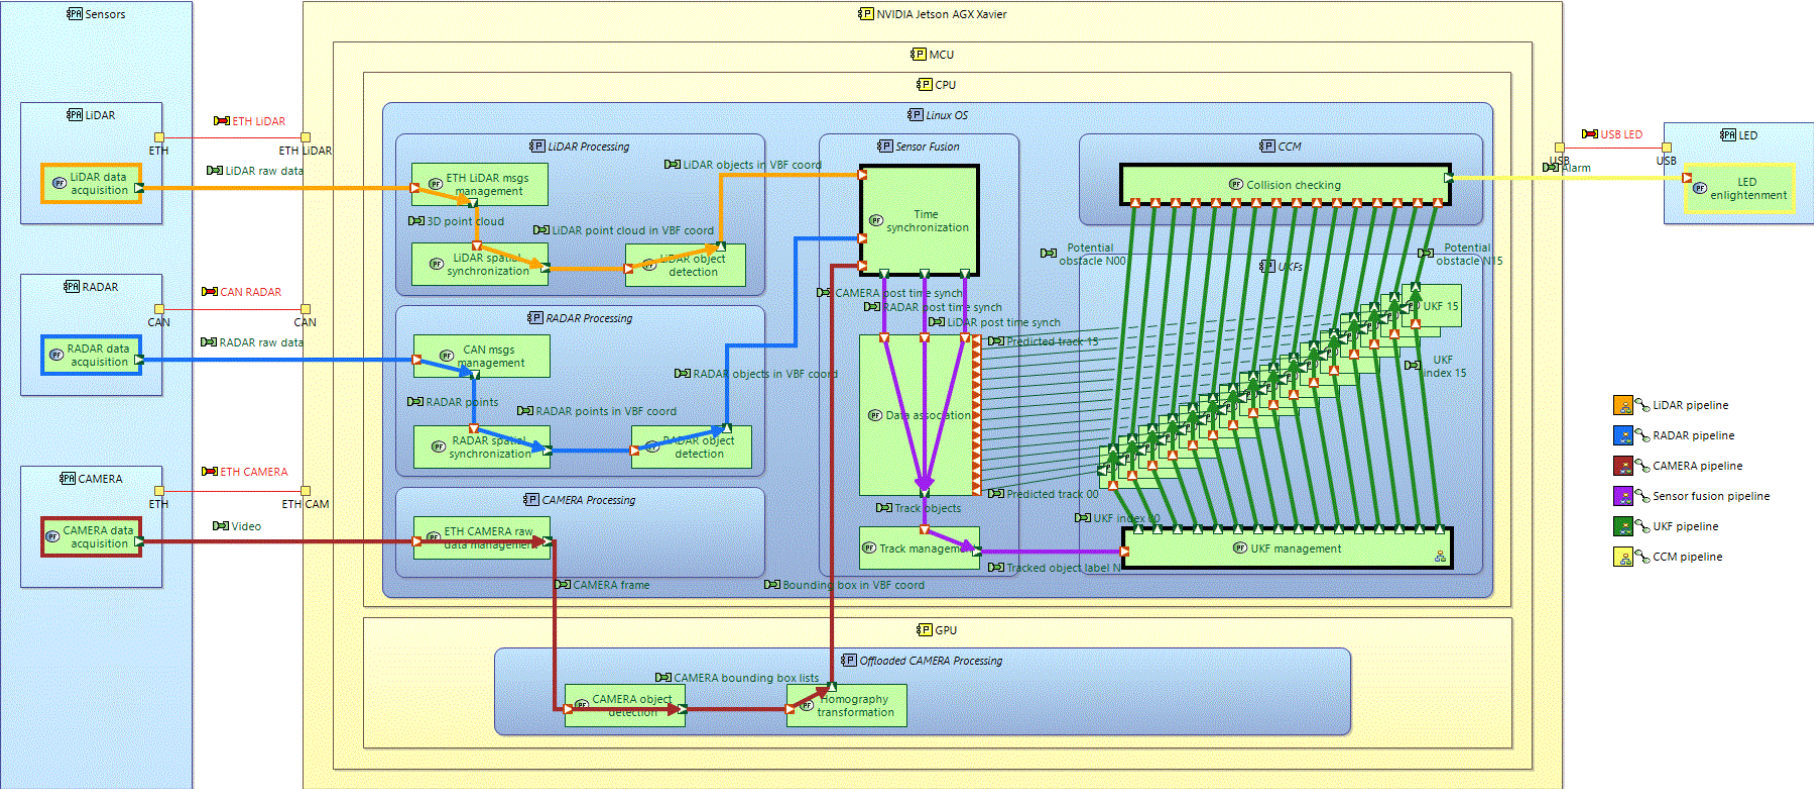 Sensors
NVIDIA Jetson AGX Xavier
MCU
CPU
Linux OS
LiDAR
ETH LiDAR
ETH
ETH LiDAR
LiDAR data
acquisition
LiDAR raw data
LiDAR Processing
ETH LiDAR msgs
management
3D point cloud
LiDAR point cloud in VBF coord
LiDAR spatial
synchronization
LiDAR object
detection
LiDAR objects in VBF coord
Sensor Fusion
Time
synchronization
CCM
Collision checking
USB LED
USB
USB
Alarm
LED
LED
enlightenment
Potential
obstacle N00
Potential
obstacle N15
UKFs
UKF 15
UKF
index 15
RADAR
CAN RADAR
CAN
CAN
RADAR data
acquisition
RADAR raw data
RADAR Processing
CAN msgs
management
RADAR points
RADAR points in VBF coord
RADAR spatial
synchronization
RADAR object
detection
RADAR objects in VBF coord
CAMERA post time synch
RADAR post time synch
LiDAR post time synch
Predicted track 15
Data association
Predicted track 00
Track objects
Track management
Tracked object label N
UKF index 00
UKF management
CAMERA
ETH CAMERA
ETH
ETH CAM
CAMERA data
acquisition
Video
CAMERA Processing
ETH CAMERA raw
data management
CAMERA frame
Bounding box in VBF coord
GPU
Offloaded CAMERA Processing
CAMERA bounding box lists
CAMERA object
detection
Homography
transformation
LiDAR pipeline
RADAR pipeline
CAMERA pipeline
Sensor fusion pipeline
UKF pipeline
CCM pipeline